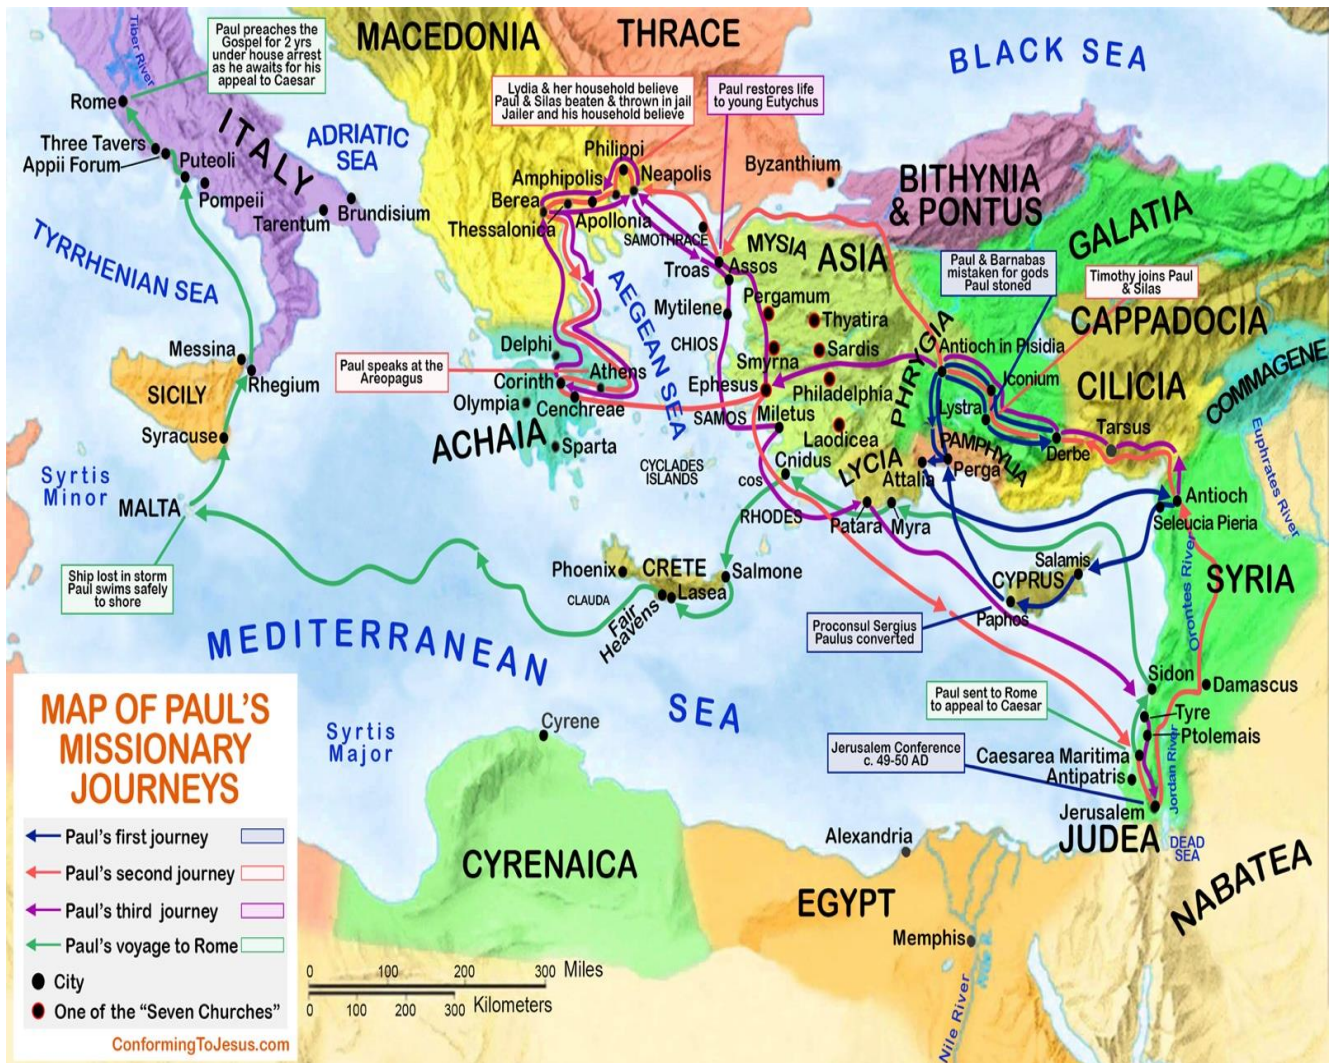 MACEDONIA
THRACE
BLACK SEA
Tiber River
Paul preaches the
Gospel for 2 yrs
under house arrest
as he awaits for his
appeal to Caesar
Lydia & her household believe
Paul & Silas beaten & thrown in jail
Jailer and his household believe
Paul restores life
to young Eutychus
Rome
ITALY
ADRIATIC
SEA
Three Tavers
Appii Forum
Puteoli
Pompeii
Tarentum
Brundisium
TYRRHENIAN SEA
Philippi
Neapolis
Amphipolis
Berea
Apollonia
Thessalonica
SAMOTHRACE
Byzanthium
BITHYNIA
& PONTUS
GALATIA
MYSIA
ASIA
Troas
Assos
Paul & Barnabas
mistaken for gods
Paul stoned
Timothy joins Paul
& Silas
CAPPADOCIA
Mytilene
Pergamum
Thyatira
AEGEAN SEA
CHIOS
Smyrna
Sardis
PHRYGIA
Antioch in Pisidia
CILICIA
COMMAGENE
Messina
Rhegium
SICILY
Syracuse
Delphi
Paul speaks at the
Areopagus
Athens
Corinth
Olympia
Cenchreae
ACHAIA
Sparta
Ephesus
Philadelphia
SAMOS
Miletus
Laodicea
Iconium
Lystra
Derbe
Tarsus
Euphrates River
PAMPHYLIA
Perga
LYCIA
Attalia
Cnidus
CYCLADES
ISLANDS
COS
RHODES
Patara
Myra
Antioch
Seleucia Pieria
Syrtis
Minor
MALTA
Ship lost in storm
Paul swims safely
to shore
Phoenix
CRETE
Salmone
CLAUDA
Lasea
Fair
Heavens
Salamis
CYPRUS
Paphos
Proconsul Sergius
Paulus converted
Orontes River
SYRIA
MEDITERRANEAN
SEA
Sidon
Damascus
Paul sent to Rome
to appeal to Caesar
Tyre
Ptolemais
Jerusalem Conference
c. 49-50 AD
Caesarea Maritima
Antipatris
Jordan River
Jerusalem
JUDEA
DEAD
SEA
NABATEA
Syrtis
Major
Cyrene
CYRENAICA
Alexandria
EGYPT
Memphis
Nile River
MAP OF PAUL'S
MISSIONARY
JOURNEYS
Paul's first journey
Paul's second journey
Paul's third journey
Paul's voyage to Rome
City
One of the "Seven Churches"
ConformingToJesus.com
0 100 200 300 Miles
0 100 200 300 Kilometers